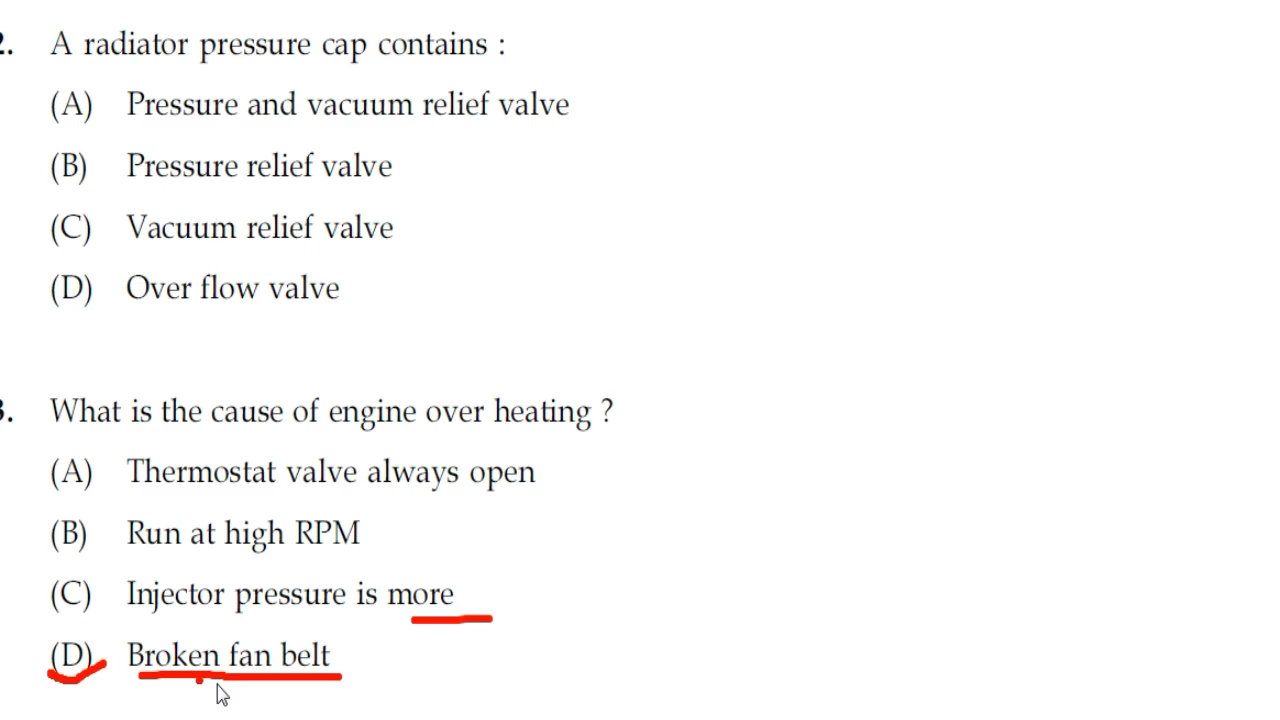 2. A radiator pressure cap contains :
(A) Pressure and vacuum relief valve
(B) Pressure relief valve
(C) Vacuum relief valve
(D) Over flow valve
3. What is the cause of engine over heating ?
(A) Thermostat valve always open
(B) Run at high RPM
(C) Injector pressure is more
(D) Broken fan belt